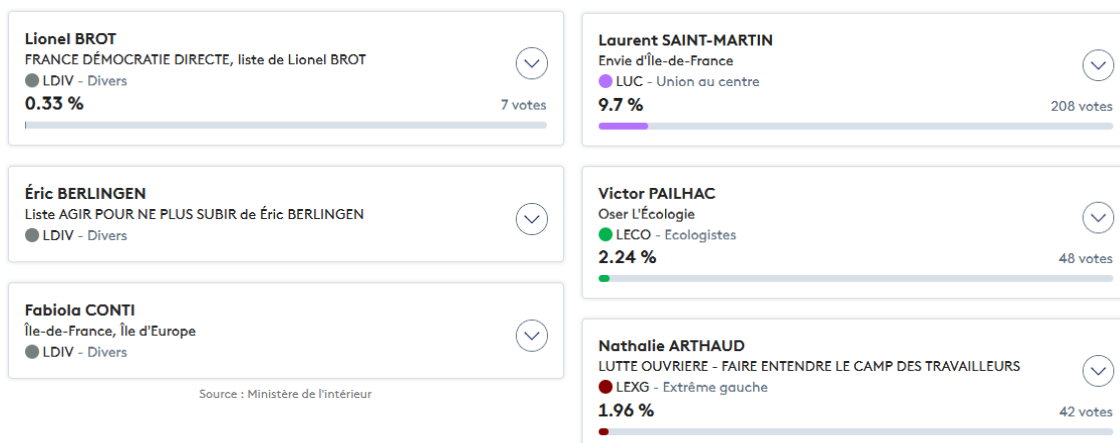 Lionel BROT
FRANCE DÉMOCRATIE DIRECTE, liste de Lionel BROT
LDIV - Divers
0.33 %
7 votes
Éric BERLINGEN
Liste AGIR POUR NE PLUS SUBIR de Éric BERLINGEN
LDIV - Divers
Fabiola CONTI
Île-de-France, Île d'Europe
LDIV - Divers
Source : Ministère de l'intérieur
Laurent SAINT-MARTIN
Envie d'Île-de-France
LUC - Union au centre
9.7 %
208 votes
Victor PAILHAC
Oser L'Écologie
LECO - Ecologistes
2.24 %
48 votes
Nathalie ARTHAUD
LUTTE OUVRIERE - FAIRE ENTENDRE LE CAMP DES TRAVAILLEURS
LEXG - Extrême gauche
1.96 %
42 votes